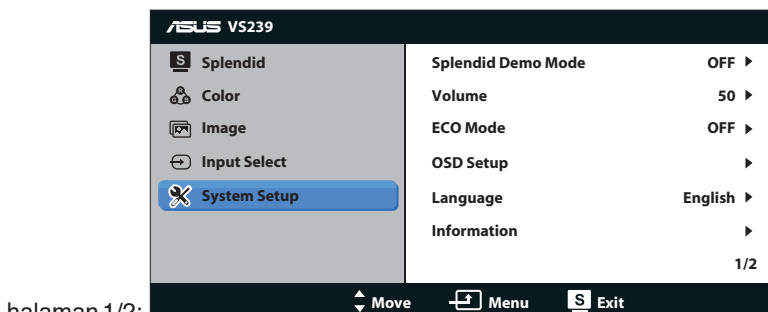 ASUS VS239
Splendid
Color
Image
Input Select
System Setup
Splendid Demo Mode OFF
Volume 50
ECO Mode OFF
OSD Setup
Language English
Information
1/2
halaman 1/2:
Move Menu S Exit